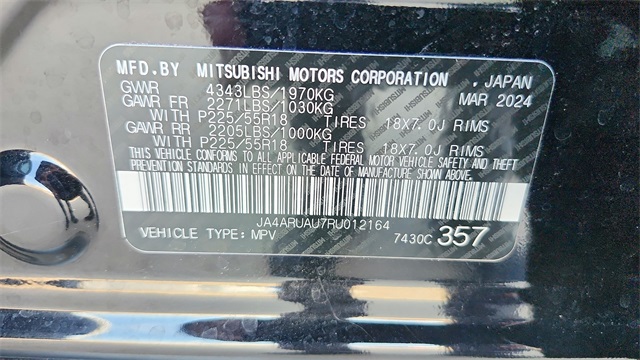 MFD.BY MITSUBISHI MOTORS CORPORATION , JAPAN
GVWR 4343LBS/1970KG MAR 2024
GAWR FR 2271LBS/1030KG
WITH P225/55R18 TIRES 18X7.0J RIMS
GAWR RR 2205LBS/1000KG
WITH P225/55R18 TIRES 18X7.0J RIMS
THIS VEHICLE CONFORMS TO ALL APPLICABLE FEDERAL MOTOR VEHICLE SAFETY AND THEFT
PREVENTION STANDARDS IN EFFECT ON THE DATE OF MANUFACTURE SHOWN ABOVE.
JA4ARUAU7RU012164
VEHICLE TYPE: MPV 7430C 357